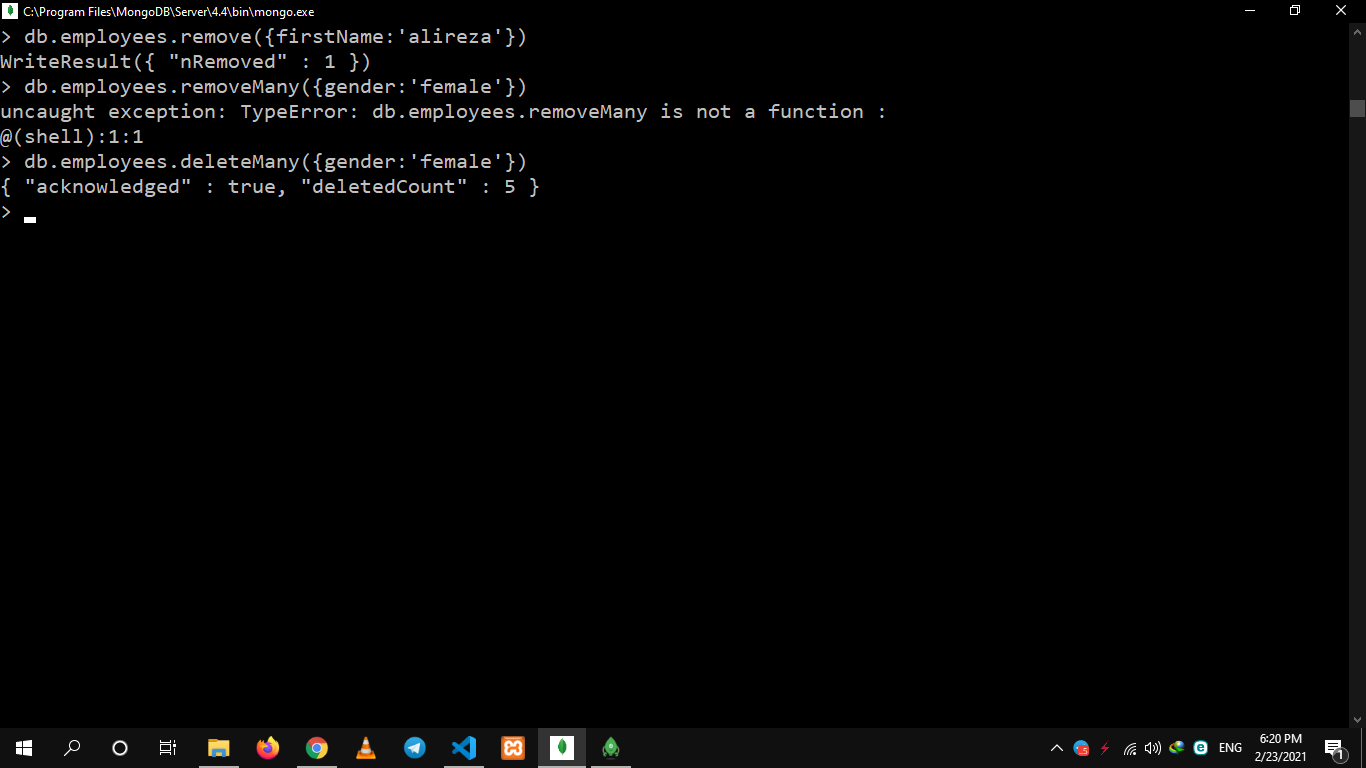 C:\Program Files\MongoDB\Server\4.4\bin\mongo.exe
> db.employees.remove({firstName:'alireza'})
WriteResult({ "nRemoved" : 1 })
> db.employees.removeMany({gender:'female'})
uncaught exception: TypeError: db.employees.removeMany is not a function :
@(shell):1:1
> db.employees.deleteMany({gender:'female'})
{ "acknowledged" : true, "deletedCount" : 5 }
>
ENG
6:20 PM
2/23/2021
1